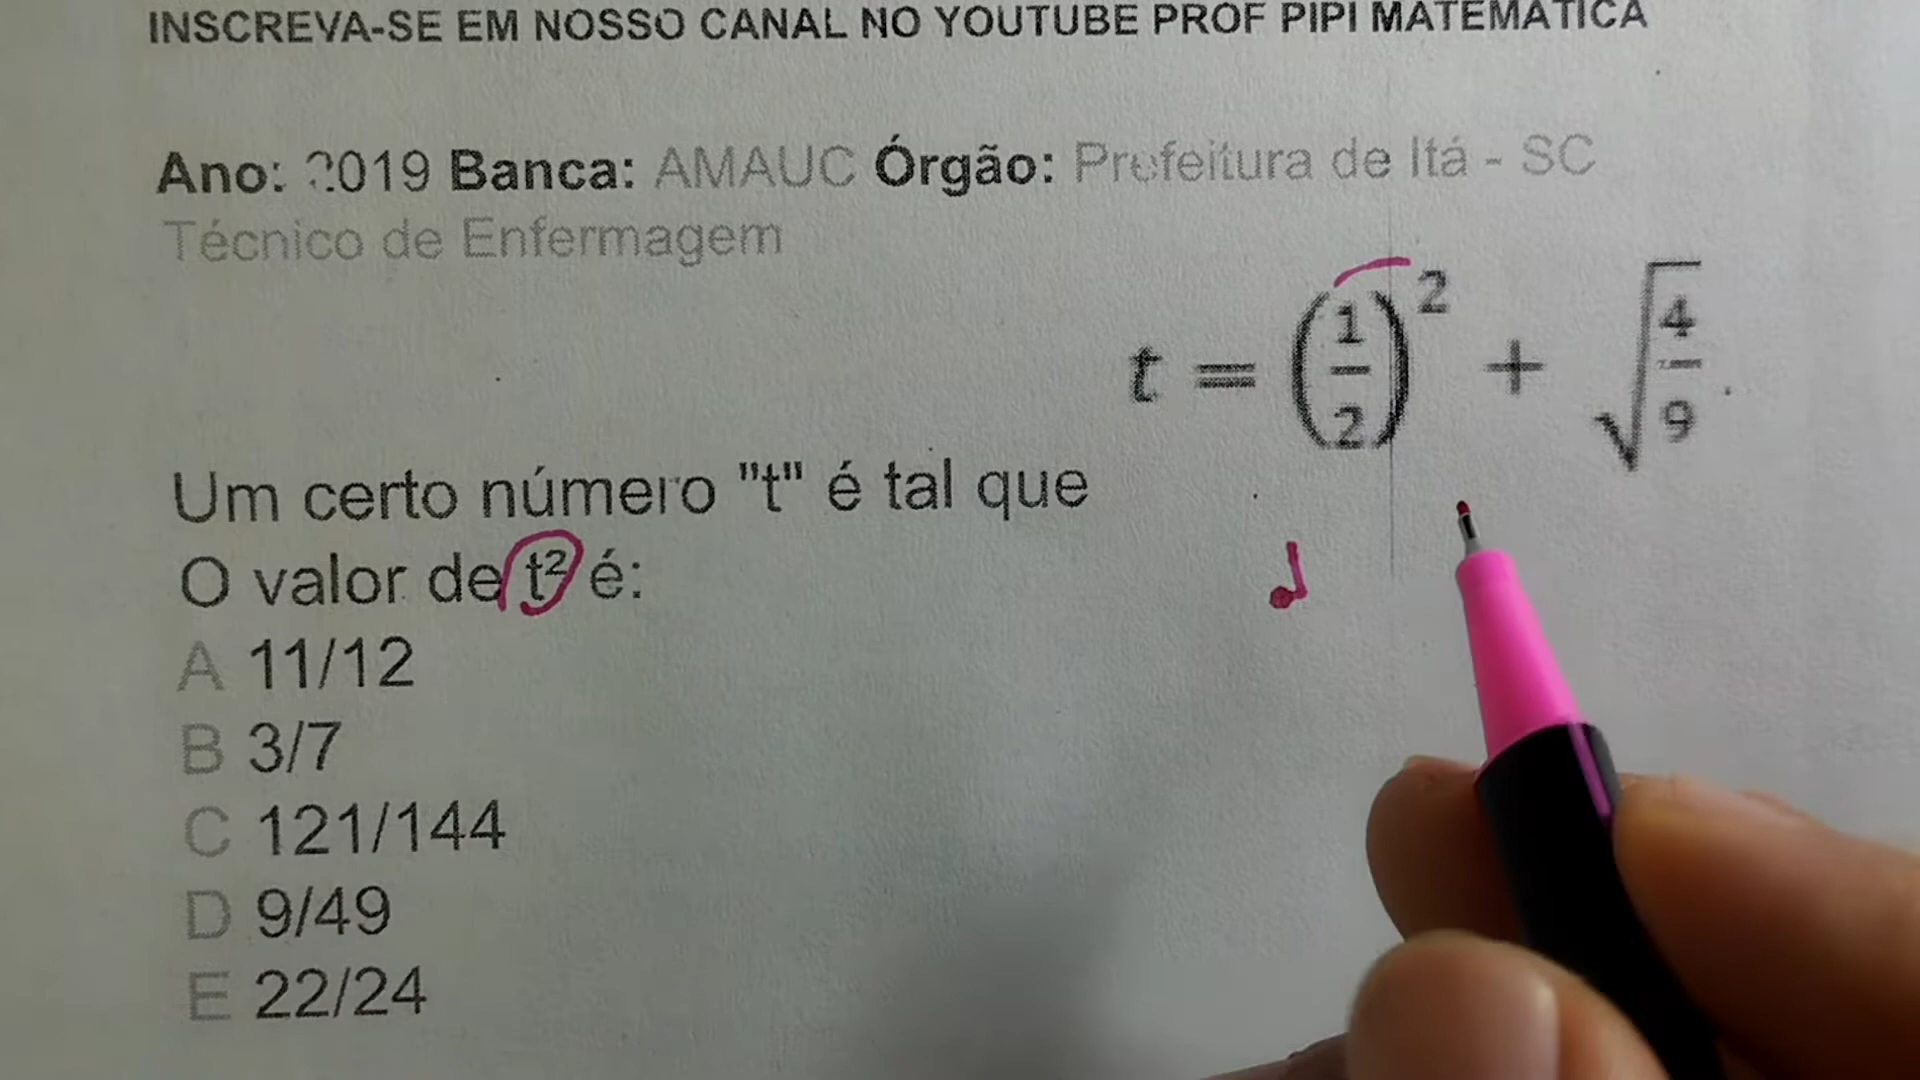 INSCREVA-SE EM NOSSO CANAL NO YOUTUBE PROF PIPI MATEMATICA
Ano: 2019 Banca: AMAUC Órgão: Prefeitura de Itá - SC
Técnico de Enfermagem
t = (1/2)² + √(4/9).
Um certo número "t" é tal que
O valor de t² é:
A 11/12
B 3/7
C 121/144
D 9/49
E 22/24